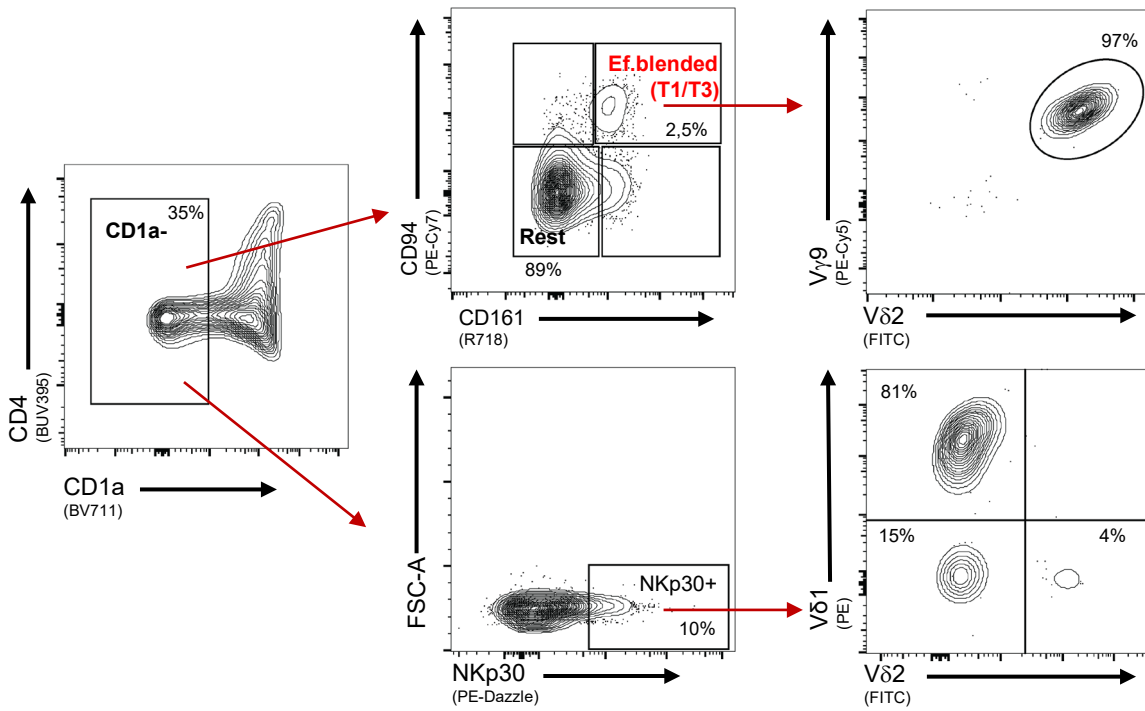 CD4
(BUV395)
CD1a-
35%
CD1a
(BV711)
CD94
(PE-Cy7)
Ef.blended
(T1/T3)
2,5%
Rest
89%
CD161
(R718)
Vγ9
(PE-Cy5)
97%
Vδ2
(FITC)
FSC-A
NKp30+
10%
NKp30
(PE-Dazzle)
Vδ1
(PE)
81%
15%
4%
Vδ2
(FITC)